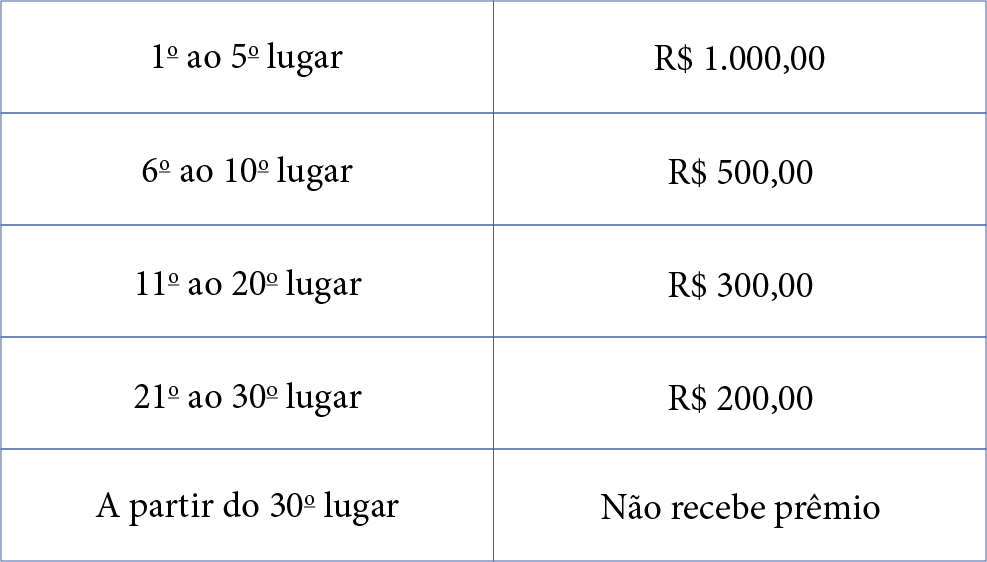 1º ao 5º lugar R$ 1.000,00
6º ao 10º lugar R$ 500,00
11º ao 20º lugar R$ 300,00
21º ao 30º lugar R$ 200,00
A partir do 30º lugar Não recebe prêmio